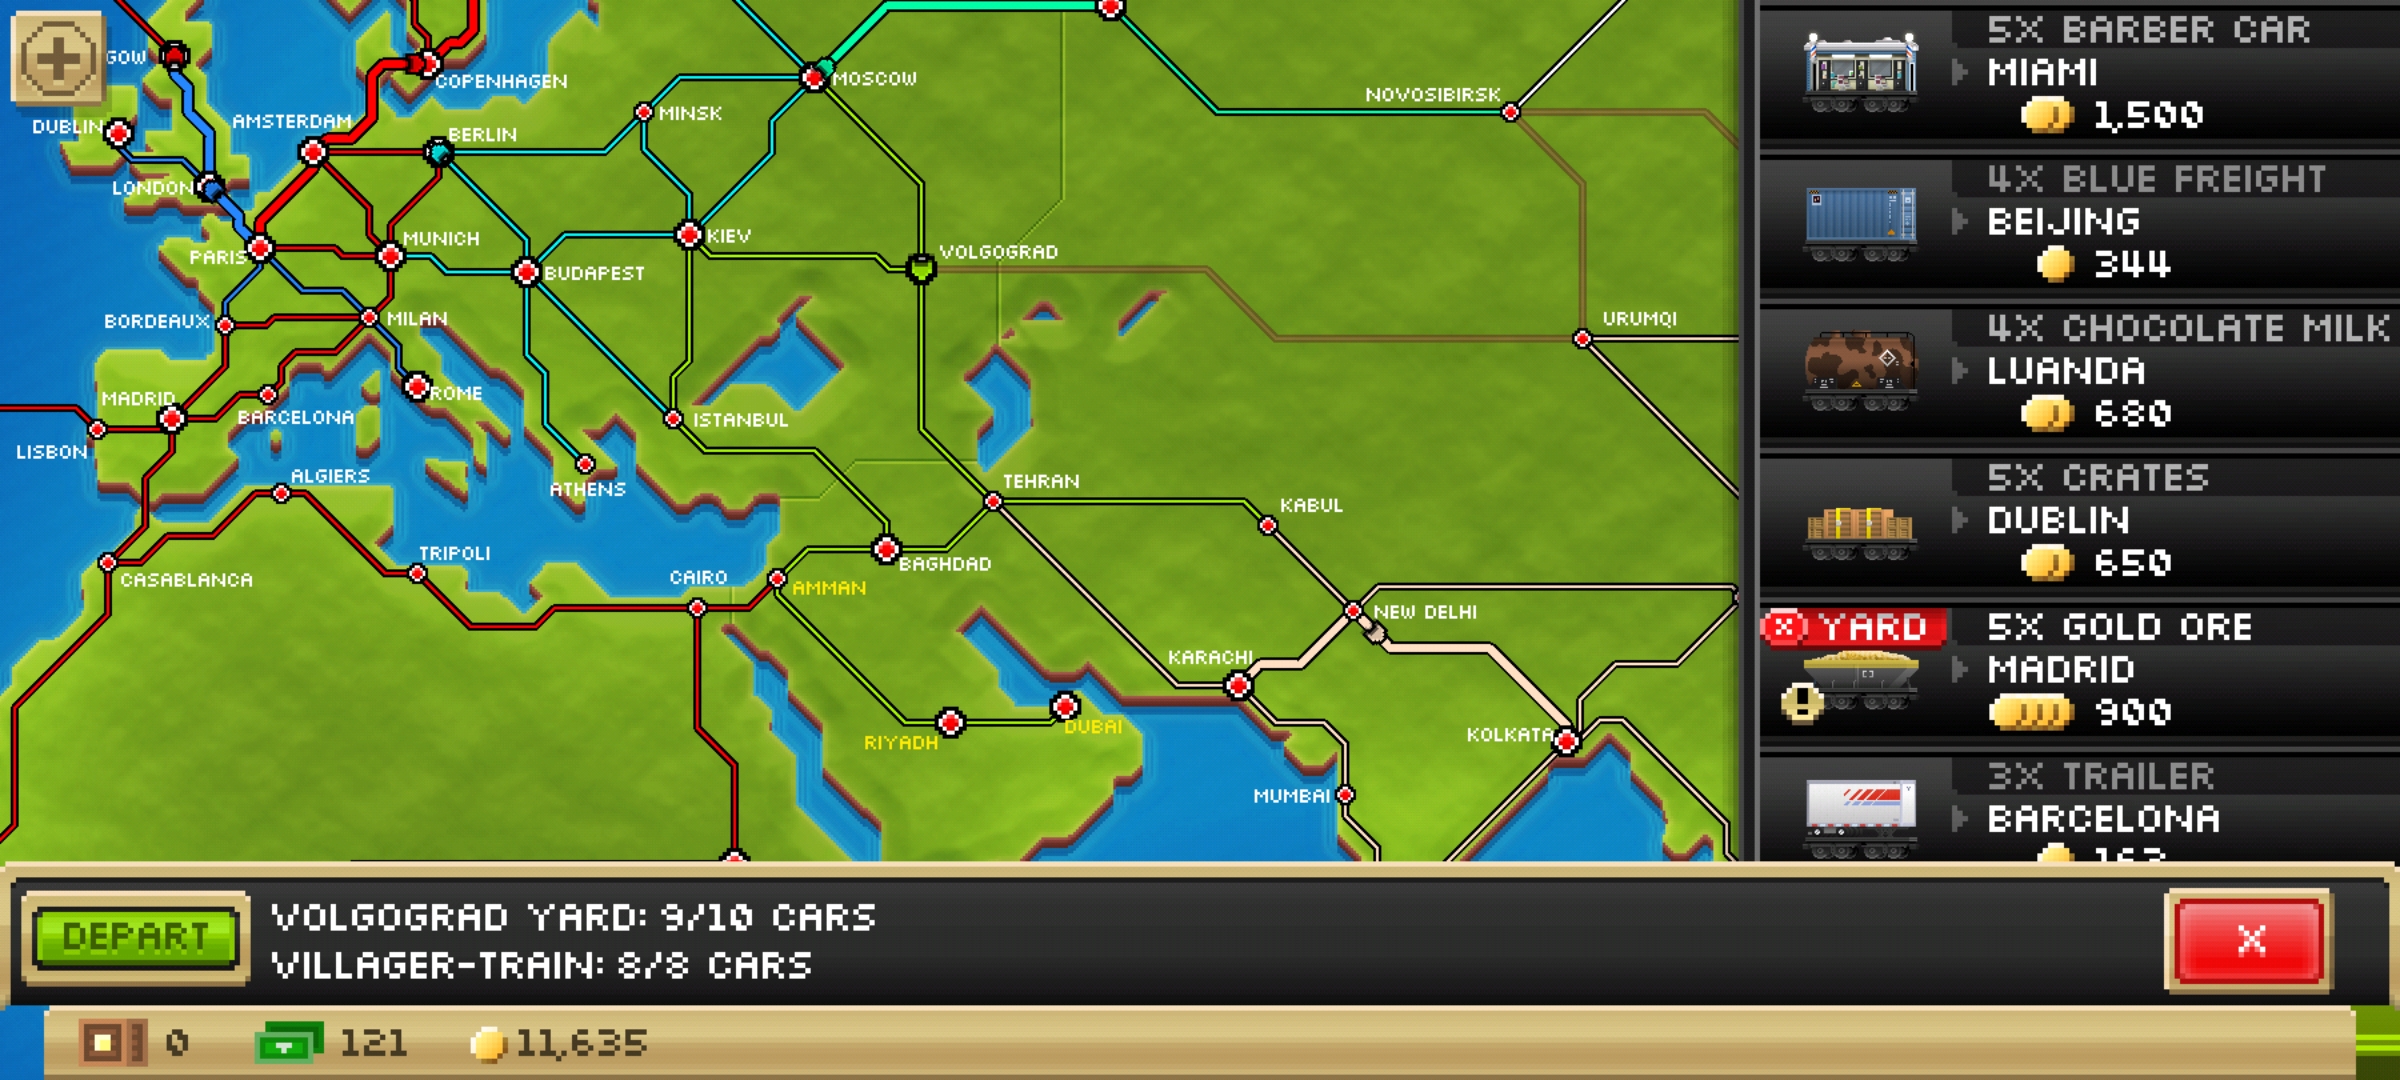 GOW
COPENHAGEN
MOSCOW
NOVOSIBIRSK
DUBLIN
AMSTERDAM
BERLIN
MINSK
LONDON
PARIS
MUNICH
BUDAPEST
KIEV
VOLGOGRAD
BORDEAUX
MILAN
URUMQI
MADRID
BARCELONA
ROME
ISTANBUL
LISBON
ALGIERS
ATHENS
TEHRAN
KABUL
CASABLANCA
TRIPOLI
CAIRO
AMMAN
BAGHDAD
NEW DELHI
KARACHI
RIYADH
DUBAI
KOLKATA
MUMBAI
5X BARBER CAR
MIAMI
1,500
4X BLUE FREIGHT
BEIJING
344
4X CHOCOLATE MILK
LUANDA
680
5X CRATES
DUBLIN
650
YARD
5X GOLD ORE
MADRID
900
3X TRAILER
BARCELONA
DEPART
VOLGOGRAD YARD: 9/10 CARS
VILLAGER-TRAIN: 8/8 CARS
X
0
121
11,635